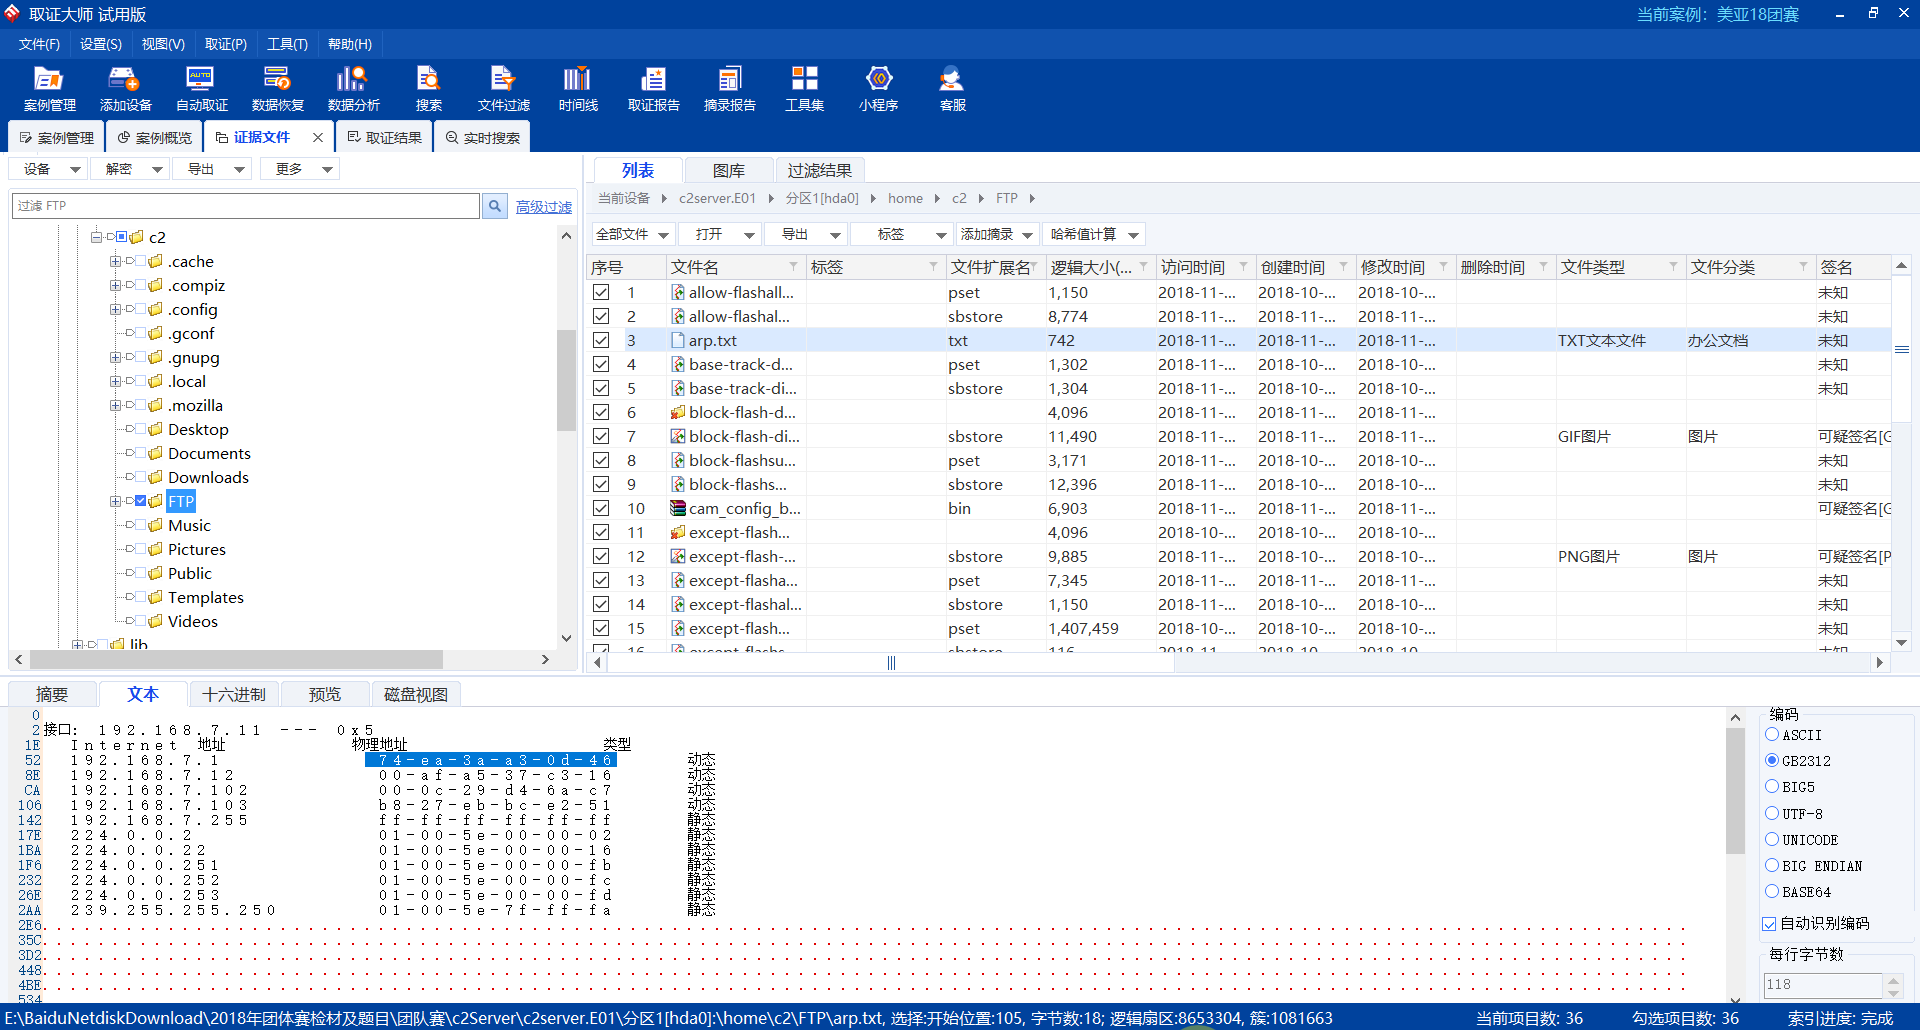 取证大师 试用版
当前案例: 美亚18团赛
文件(F) 设置(S) 视图(V) 取证(P) 工具(T) 帮助(H)
案例管理 添加设备 自动取证 数据恢复 数据分析 搜索 文件过滤 时间线 取证报告 摘录报告 工具集 小程序 客服
案例管理 案例概览 证据文件 取证结果 实时搜索
设备 解密 导出 更多
过滤 FTP
高级过滤
c2
.cache
.compiz
.config
.gconf
.gnupg
.local
.mozilla
Desktop
Documents
Downloads
FTP
Music
Pictures
Public
Templates
Videos
lib
列表 图库 过滤结果
当前设备 c2server.E01 分区1[hda0] home c2 FTP
全部文件 打开 导出 标签 添加摘录 哈希值计算
序号 文件名 标签 文件扩展名 逻辑大小(... 访问时间 创建时间 修改时间 删除时间 文件类型 文件分类 签名
1 allow-flashall... pset 1,150 2018-11-... 2018-10-... 2018-10-... 未知
2 allow-flashal... sbstore 8,774 2018-11-... 2018-10-... 2018-10-... 未知
3 arp.txt txt 742 2018-11-... 2018-11-... 2018-11-... TXT文本文件 办公文档 未知
4 base-track-d... pset 1,302 2018-11-... 2018-10-... 2018-10-... 未知
5 base-track-di... sbstore 1,304 2018-11-... 2018-10-... 2018-10-... 未知
6 block-flash-d... 4,096 2018-11-... 2018-10-... 2018-11-...
7 block-flash-di... sbstore 11,490 2018-11-... 2018-10-... 2018-10-... GIF图片 图片 可疑签名[G
8 block-flashsu... pset 3,171 2018-11-... 2018-10-... 2018-10-... 未知
9 block-flashs... sbstore 12,396 2018-11-... 2018-10-... 2018-10-... 未知
10 cam_config_b... bin 6,903 2018-11-... 2018-10-... 2018-10-... 可疑签名[G
11 except-flash... 4,096 2018-10-... 2018-10-... 2018-10-...
12 except-flash-... sbstore 9,885 2018-11-... 2018-10-... 2018-10-... PNG图片 图片 可疑签名[P
13 except-flasha... pset 7,345 2018-11-... 2018-10-... 2018-11-... 未知
14 except-flashal... sbstore 1,150 2018-11-... 2018-10-... 2018-10-... 未知
15 except-flash... pset 1,407,459 2018-10-... 2018-10-... 2018-10-... 未知
16 except-flashs... sbstore 116 2018-11-... 2018-10-... 2018-10-... 未知
摘要 文本 十六进制 预览 磁盘视图
0
2 接口: 192.168.7.11 --- 0x5
1E Internet 地址 物理地址 类型
52 192.168.7.1 74-ea-3a-a3-0d-46 动态
8E 192.168.7.12 00-af-a5-37-c3-16 动态
CA 192.168.7.102 00-0c-29-d4-6a-c7 动态
106 192.168.7.103 b8-27-eb-bc-e2-51 动态
142 192.168.7.255 ff-ff-ff-ff-ff-ff 静态
17E 224.0.0.2 01-00-5e-00-00-02 静态
1BA 224.0.0.22 01-00-5e-00-00-16 静态
1F6 224.0.0.251 01-00-5e-00-00-fb 静态
232 224.0.0.252 01-00-5e-00-00-fc 静态
26E 224.0.0.253 01-00-5e-00-00-fd 静态
2AA 239.255.255.250 01-00-5e-7f-ff-fa 静态
2E6
35C
3D2
448
4BE
534
编码
ASCII
GB2312
BIG5
UTF-8
UNICODE
BIG ENDIAN
BASE64
自动识别编码
每行字节数
118
E:\BaiduNetdiskDownload\2018年团体赛检材及题目\团队赛\c2Server\c2server.E01\分区1[hda0]:\home\c2\FTP\arp.txt, 选择:开始位置:105, 字节数:18; 逻辑扇区:8653304, 簇:1081663
当前项目数: 36 勾选项目数: 36 索引进度: 完成